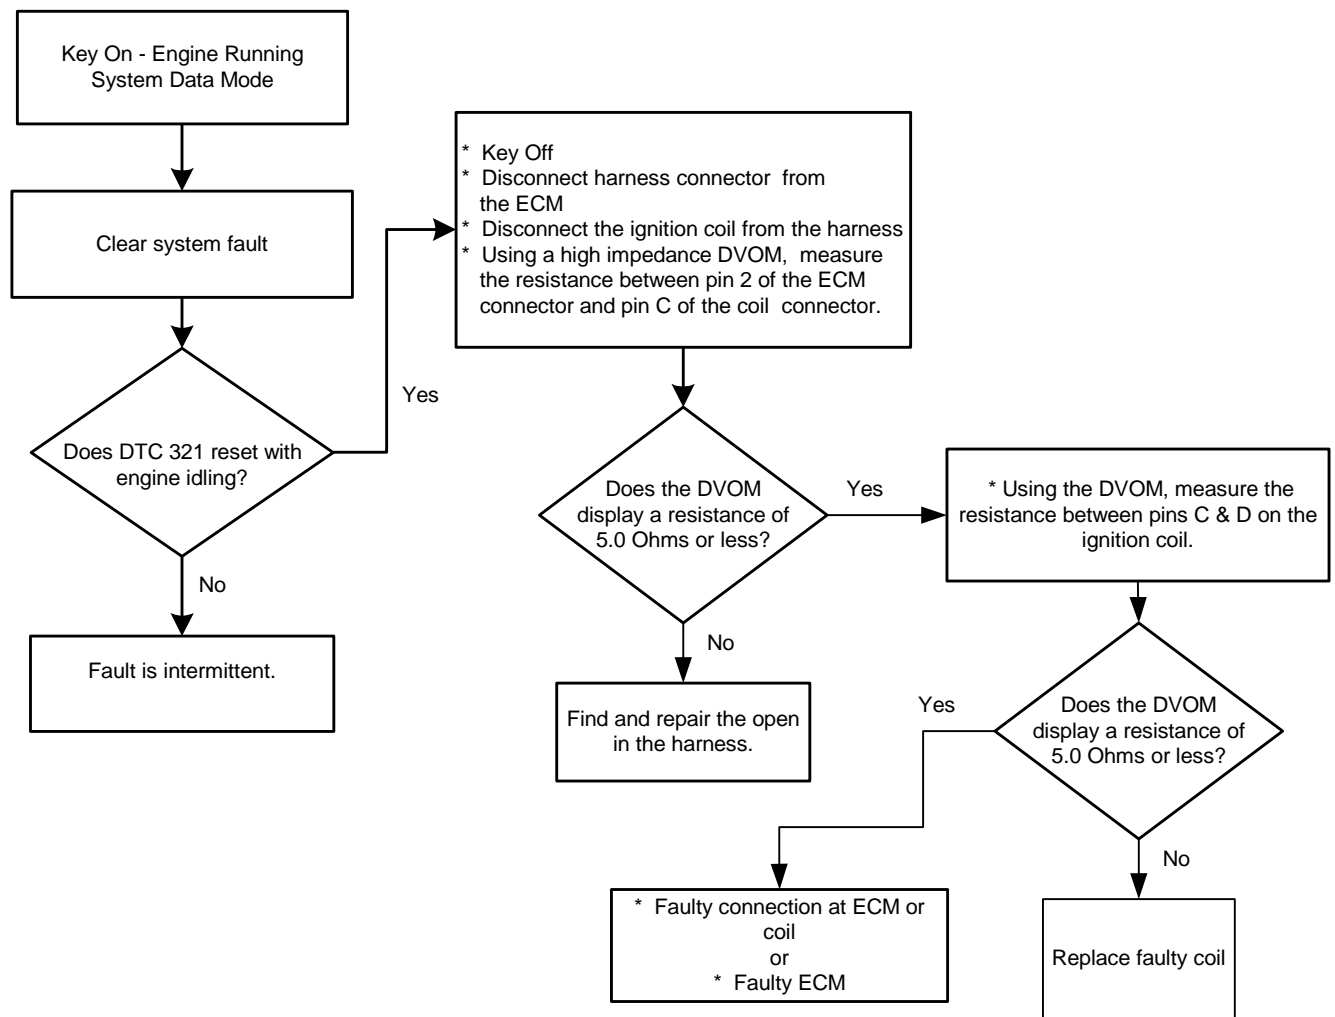 Key On - Engine Running
System Data Mode
Clear system fault
Does DTC 321 reset with
engine idling?
Yes
No
Fault is intermittent.
* Key Off
* Disconnect harness connector from
the ECM
* Disconnect the ignition coil from the harness
* Using a high impedance DVOM, measure
the resistance between pin 2 of the ECM
connector and pin C of the coil connector.
Does the DVOM
display a resistance of
5.0 Ohms or less?
Yes
No
Find and repair the open
in the harness.
* Using the DVOM, measure the
resistance between pins C & D on the
ignition coil.
Does the DVOM
display a resistance of
5.0 Ohms or less?
Yes
No
* Faulty connection at ECM or
coil
or
* Faulty ECM
Replace faulty coil